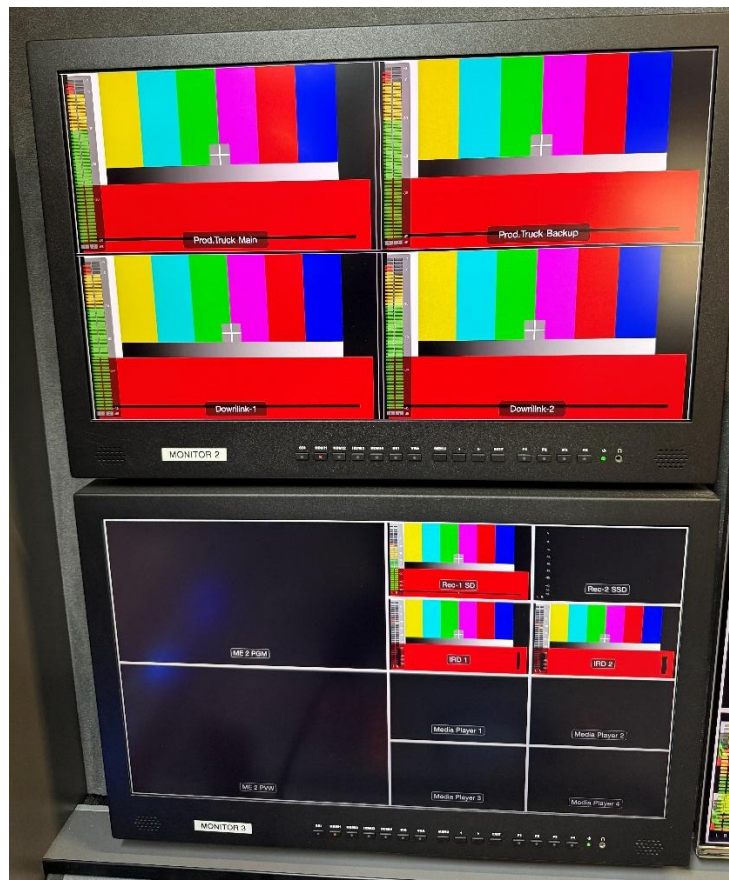 Prod.Truck Main
Prod.Truck Backup
Downlink-1
Downlink-2
MONITOR 2
Rec-1 SD
Rec-2 SSD
ME 2 PGM
IRD 1
IRD 2
Media Player 1
Media Player 2
ME 2 PVW
Media Player 3
Media Player 4
MONITOR 3